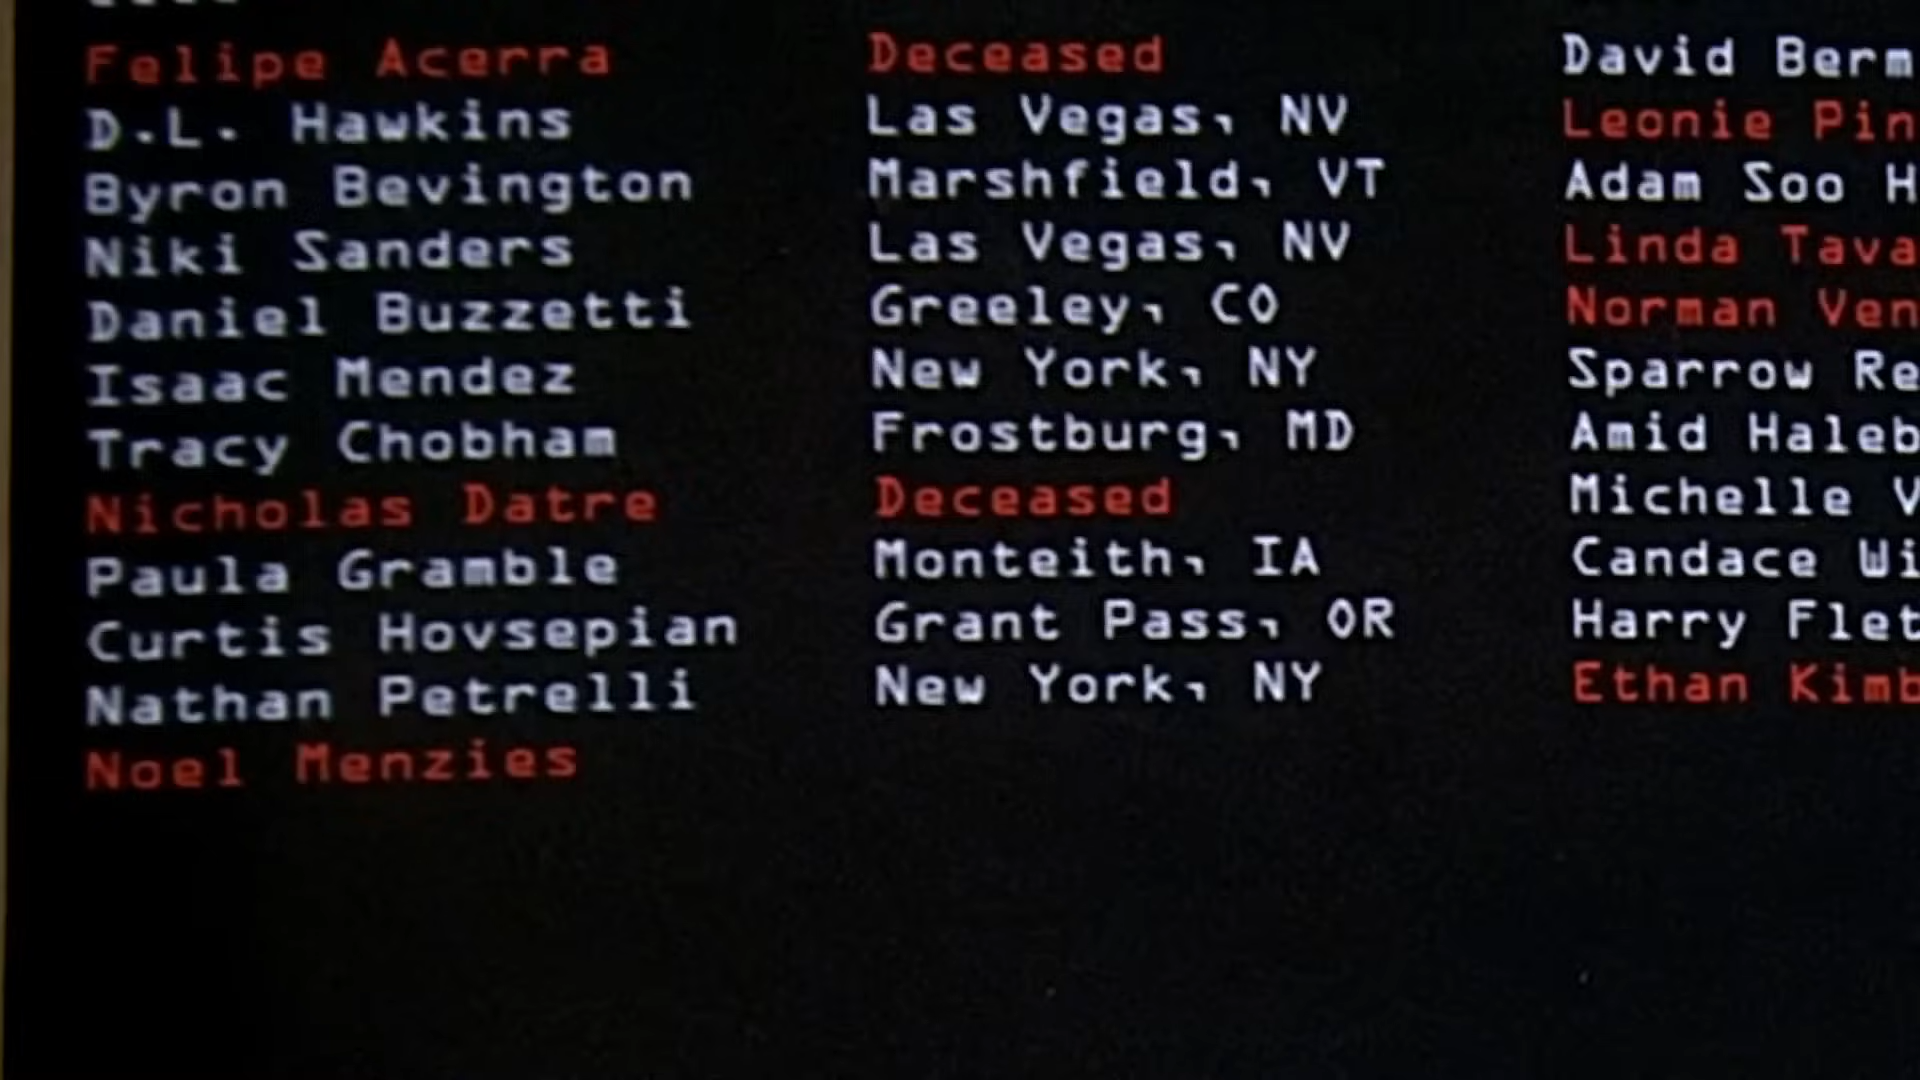 Felipe Acerra Deceased David Berm
D.L. Hawkins Las Vegas, NV Leonie Pin
Byron Bevington Marshfield, VT Adam Soo H
Niki Sanders Las Vegas, NV Linda Tava
Daniel Buzzetti Greeley, CO Norman Ven
Isaac Mendez New York, NY Sparrow Re
Tracy Chobham Frostburg, MD Amid Haleb
Nicholas Datre Deceased Michelle V
Paula Gramble Monteith, IA Candace Wi
Curtis Hovsepian Grant Pass, OR Harry Flet
Nathan Petrelli New York, NY Ethan Kimb
Noel Menzies